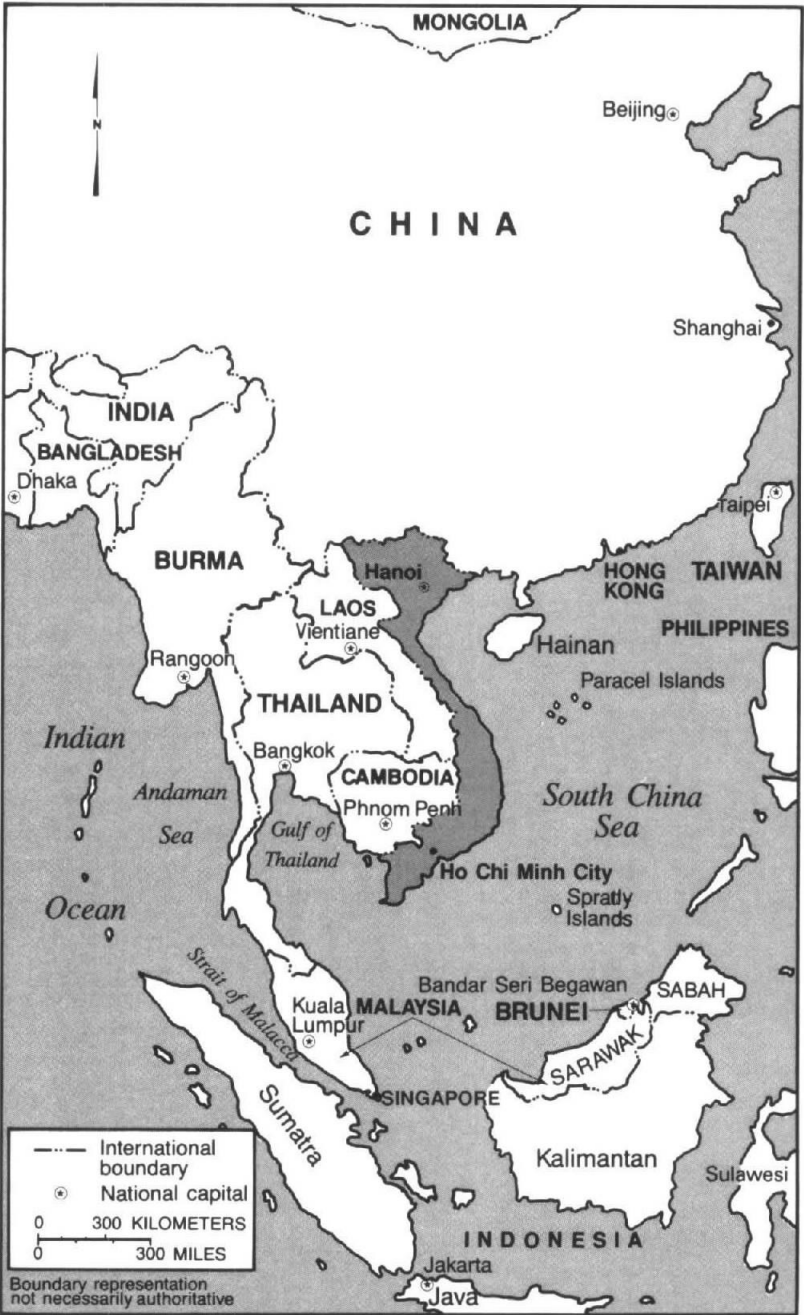 MONGOLIA
Beijing
N
CHINA
Shanghai
INDIA
BANGLADESH
Dhaka
Taipei
BURMA
Hanoi
HONG
KONG
TAIWAN
LAOS
Vientiane
Hainan
PHILIPPINES
Rangoon
Paracel Islands
THAILAND
Indian
Bangkok
CAMBODIA
Andaman
Sea
Phnom Penh
South China
Sea
Gulf of
Thailand
Ho Chi Minh City
Ocean
Spratly
Islands
Strait of Malacca
Bandar Seri Begawan
SABAH
Kuala
Lumpur
MALAYSIA
BRUNEI
SARAWAK
SINGAPORE
Sumatra
Kalimantan
Sulawesi
International
boundary
National capital
0 300 KILOMETERS
0 300 MILES
INDONESIA
Jakarta
Java
Boundary representation
not necessarily authoritative